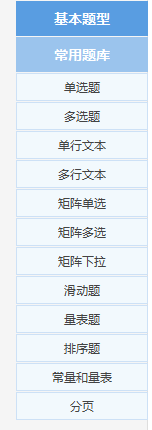 基本题型
常用题库
单选题
多选题
单行文本
多行文本
矩阵单选
矩阵多选
矩阵下拉
滑动题
量表题
排序题
常量和量表
分页